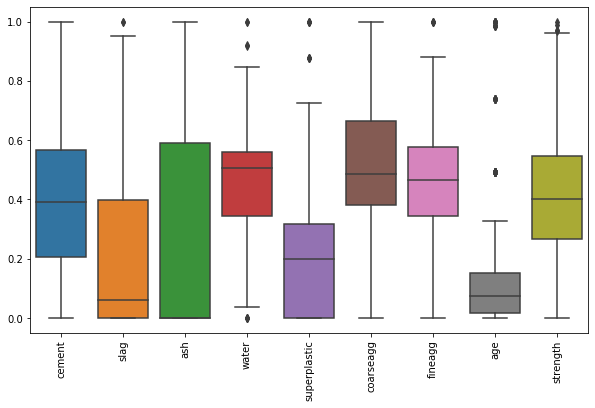 1.0
0.8
0.6
0.4
0.2
0.0
cement
slag
ash
water
superplastic
coarseagg
fineagg
age
strength